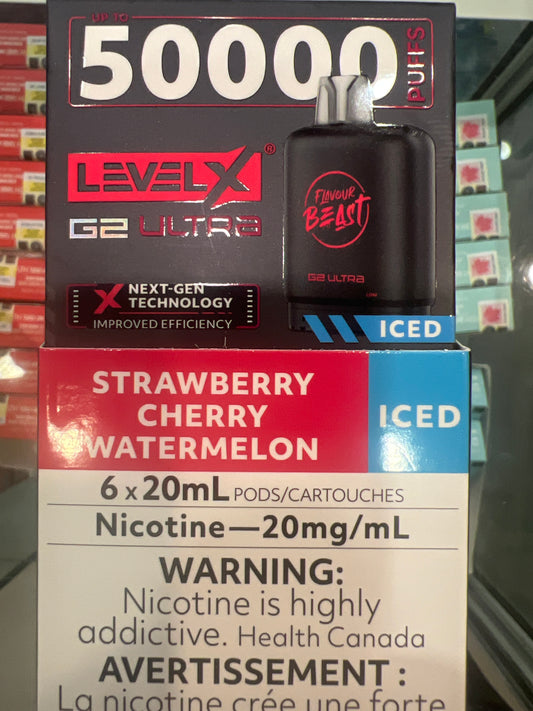 UP TO
50000
PUFFS
LEVELX®
G2 ULTRA
FLAVOUR
BEAST
G2 ULTRA
X NEXT-GEN
TECHNOLOGY
IMPROVED EFFICIENCY
ICED
STRAWBERRY
CHERRY
WATERMELON
ICED
6 x 20mL PODS/CARTOUCHES
Nicotine—20mg/mL
WARNING:
Nicotine is highly
addictive. Health Canada
AVERTISSEMENT :
La nicotine crée une forte